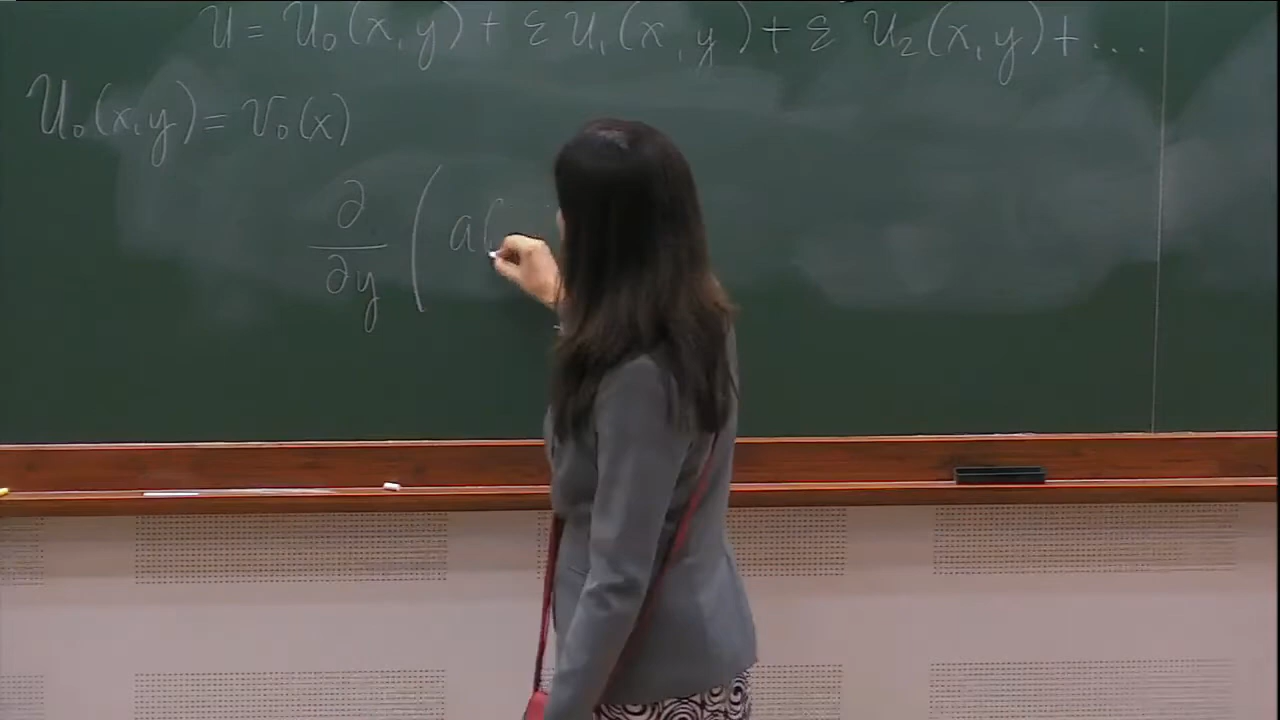 u = u₀(x,y) + ε u₁(x,y) + ε u₂(x,y) + ...
u₀(x,y) = v₀(x)
∂/∂y ( a(